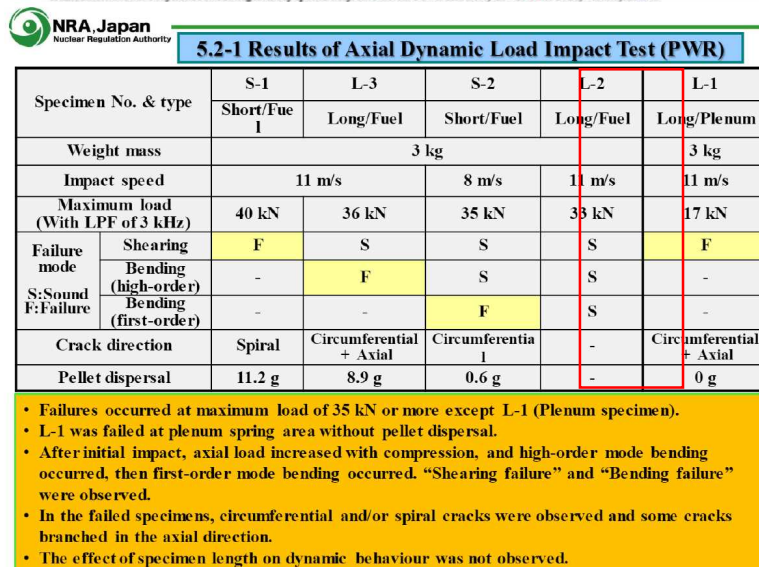 NRA, Japan
Nuclear Regulation Authority
5.2-1 Results of Axial Dynamic Load Impact Test (PWR)
Specimen No. & type S-1 L-3 S-2 L-2 L-1
Short/Fue
l Long/Fuel Short/Fuel Long/Fuel Long/Plenum
Weight mass 3 kg 3 kg
Impact speed 11 m/s 8 m/s 11 m/s 11 m/s
Maximum load
(With LPF of 3 kHz) 40 kN 36 kN 35 kN 33 kN 17 kN
Failure
mode
S:Sound
F:Failure
Shearing F S S S F
Bending
(high-order) - F S S -
Bending
(first-order) - - F S -
Crack direction Spiral Circumferential
+ Axial Circumferentia
l - Circumferential
+ Axial
Pellet dispersal 11.2 g 8.9 g 0.6 g - 0 g
• Failures occurred at maximum load of 35 kN or more except L-1 (Plenum specimen).
• L-1 was failed at plenum spring area without pellet dispersal.
• After initial impact, axial load increased with compression, and high-order mode bending
occurred, then first-order mode bending occurred. “Shearing failure” and “Bending failure”
were observed.
• In the failed specimens, circumferential and/or spiral cracks were observed and some cracks
branched in the axial direction.
• The effect of specimen length on dynamic behaviour was not observed.